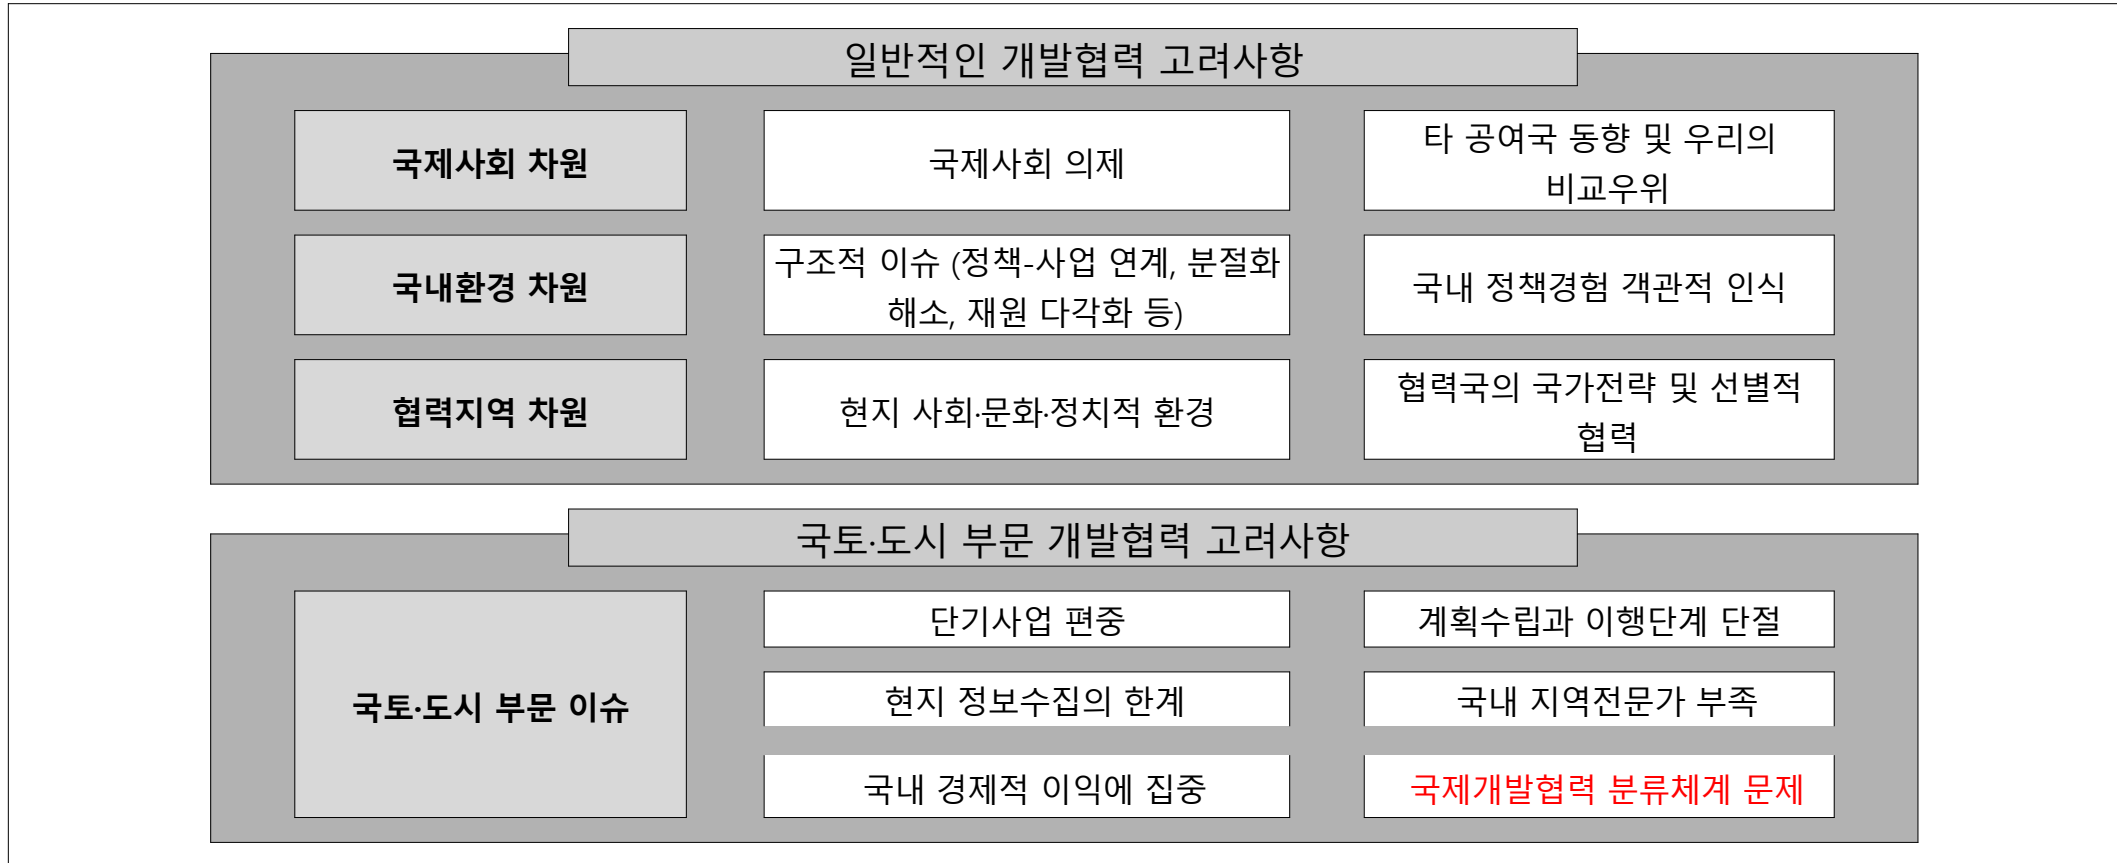 일반적인 개발협력 고려사항
국제사회 차원
국제사회 의제
타 공여국 동향 및 우리의
비교우위
국내환경 차원
구조적 이슈 (정책-사업 연계, 분절화
해소, 재원 다각화 등)
국내 정책경험 객관적 인식
협력지역 차원
현지 사회·문화·정치적 환경
협력국의 국가전략 및 선별적
협력
국토·도시 부문 개발협력 고려사항
국토·도시 부문 이슈
단기사업 편중
계획수립과 이행단계 단절
현지 정보수집의 한계
국내 지역전문가 부족
국내 경제적 이익에 집중
국제개발협력 분류체계 문제